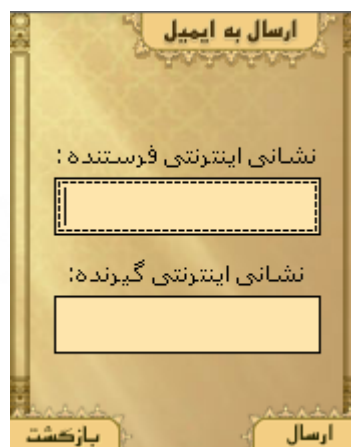 ارسال به ایمیل
نشانی اینترنتی فرستنده :
نشانی اینترنتی گیرنده:
ارسال
بازگشت